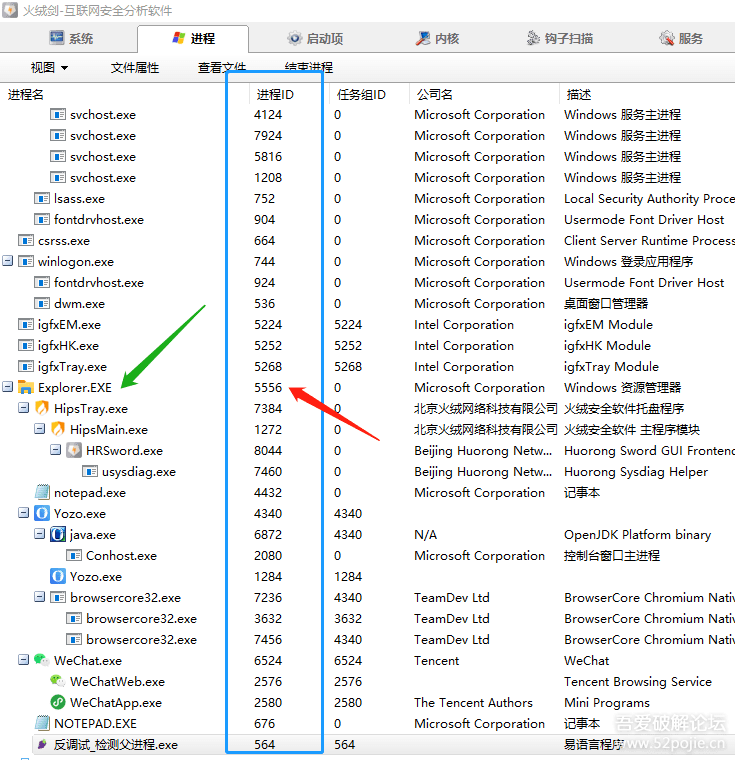 火绒剑-互联网安全分析软件
系统 进程 启动项 内核 钩子扫描 服务
视图 文件属性 查看文件 结束进程
进程名 进程ID 任务组ID 公司名 描述
svchost.exe 4124 0 Microsoft Corporation Windows 服务主进程
svchost.exe 7924 0 Microsoft Corporation Windows 服务主进程
svchost.exe 5816 0 Microsoft Corporation Windows 服务主进程
svchost.exe 1208 0 Microsoft Corporation Windows 服务主进程
lsass.exe 752 0 Microsoft Corporation Local Security Authority Proce
fontdrvhost.exe 904 0 Microsoft Corporation Usermode Font Driver Host
csrss.exe 664 0 Microsoft Corporation Client Server Runtime Process
winlogon.exe 744 0 Microsoft Corporation Windows 登录应用程序
fontdrvhost.exe 924 0 Microsoft Corporation Usermode Font Driver Host
dwm.exe 536 0 Microsoft Corporation 桌面窗口管理器
igfxEM.exe 5224 5224 Intel Corporation igfxEM Module
igfxHK.exe 5252 5252 Intel Corporation igfxHK Module
igfxTray.exe 5268 5268 Intel Corporation igfxTray Module
Explorer.EXE 5556 0 Microsoft Corporation Windows 资源管理器
HipsTray.exe 7384 0 北京火绒网络科技有限公司 火绒安全软件托盘程序
HipsMain.exe 1272 0 北京火绒网络科技有限公司 火绒安全软件 主程序模块
HRSword.exe 8044 0 Beijing Huorong Netw... Huorong Sword GUI Frontend
usysdiag.exe 7460 0 Beijing Huorong Netw... Huorong Sysdiag Helper
notepad.exe 4432 0 Microsoft Corporation 记事本
Yozo.exe 4340 4340
java.exe 6872 4340 N/A OpenJDK Platform binary
Conhost.exe 2080 0 Microsoft Corporation 控制台窗口主进程
Yozo.exe 1284 1284
browsercore32.exe 7236 4340 TeamDev Ltd BrowserCore Chromium Nativ
browsercore32.exe 3632 3632 TeamDev Ltd BrowserCore Chromium Nativ
browsercore32.exe 7456 4340 TeamDev Ltd BrowserCore Chromium Nativ
WeChat.exe 6524 6524 Tencent WeChat
WeChatWeb.exe 2576 2576 Tencent Browsing Service
WeChatApp.exe 2580 2580 The Tencent Authors Mini Programs
NOTEPAD.EXE 676 0 Microsoft Corporation 记事本
反调试_检测父进程.exe 564 564 易语言程序
吾爱破解论坛
www.52pojie.cn